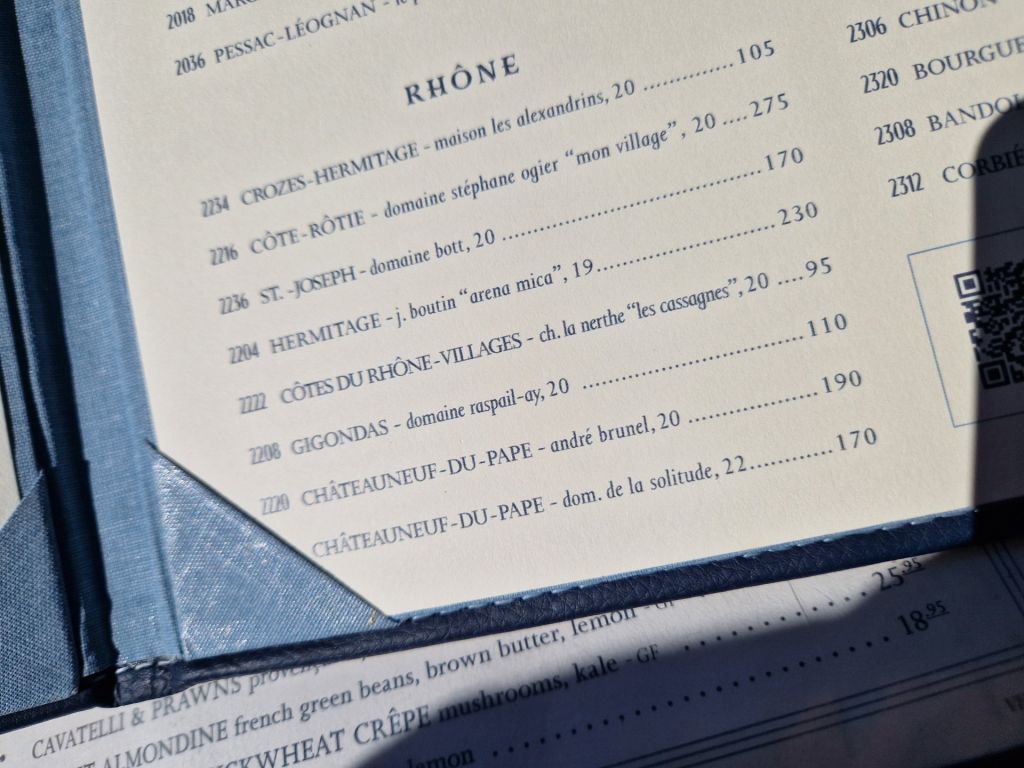 2018
2036 PESSAC-LÉOGNAN -
RHÔNE
2234 CROZES-HERMITAGE - maison les alexandrins, 20 .............105
2216 CÔTE-RÔTIE - domaine stéphane ogier “mon village”, 20 ....275
2236 ST.-JOSEPH - domaine bott, 20 ....................................170
2204 HERMITAGE - j. boutin “arena mica”, 19.......................230
2222 CÔTES DU RHÔNE-VILLAGES - ch. la nerthe “les cassagnes”, 20 ....95
2208 GIGONDAS - domaine raspail-ay, 20 ..................................110
2220 CHÂTEAUNEUF-DU-PAPE - andré brunel, 20 ..................190
CHÂTEAUNEUF-DU-PAPE - dom. de la solitude, 22............170
2306 CHINON
2320
2308
2312
CAVATELLI & PRAWNS
ALMONDINE french green beans, brown butter, lemon - GF ........ 25.95
CRÊPE mushrooms, kale - GF ........ 18.95
lemon